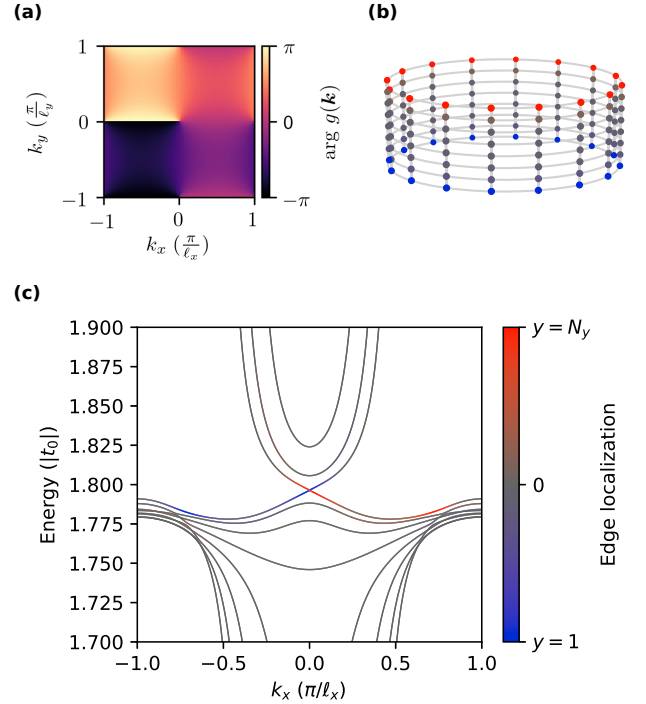 (a)
(b)
1
0
−1
k_y (π/ℓ_y)
−1
0
1
k_x (π/ℓ_x)
π
0
−π
arg g(k)
(c)
1.900
1.875
1.850
1.825
1.800
1.775
1.750
1.725
1.700
Energy (|t₀|)
−1.0
−0.5
0.0
0.5
1.0
k_x (π/ℓ_x)
y = N_y
0
y = 1
Edge localization